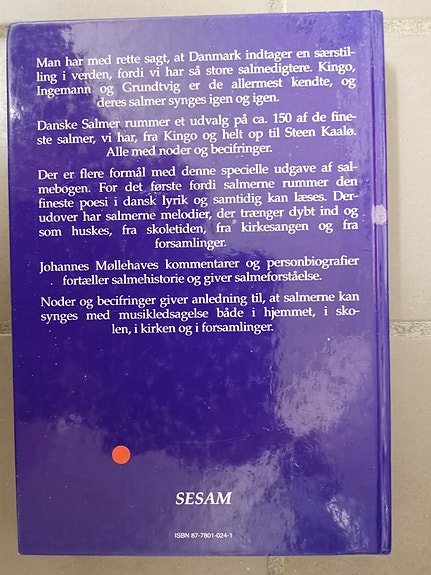 Man har med rette sagt, at Danmark indtager en særstil-
ling i verden, fordi vi har så store salmedigtere. Kingo,
Ingemann og Grundtvig er de allermest kendte, og
deres salmer synges igen og igen.
Danske Salmer rummer et udvalg på ca. 150 af de fine-
ste salmer, vi har, fra Kingo og helt op til Steen Kaalø.
Alle med noder og becifringer.
Der er flere formål med denne specielle udgave af sal-
mebogen. For det første fordi salmerne rummer den
fineste poesi i dansk lyrik og samtidig kan læses. Der-
udover har salmerne melodier, der trænger dybt ind og
som huskes, fra skoletiden, fra kirkesangen og fra
forsamlinger.
Johannes Møllehaves kommentarer og personbiografier
fortæller salmehistorie og giver salmeforståelse.
Noder og becifringer giver anledning til, at salmerne kan
synges med musikledsagelse både i hjemmet, i sko-
len, i kirken og i forsamlinger.
SESAM
ISBN 87-7801-024-1